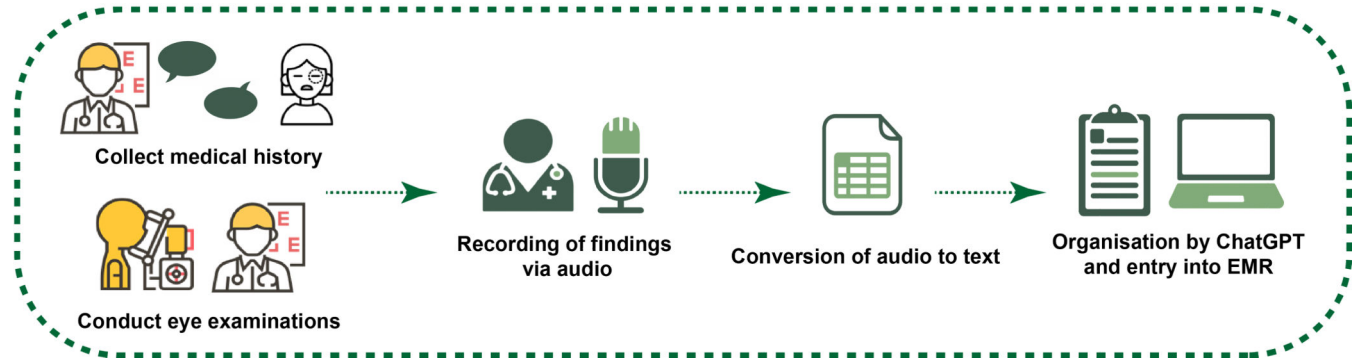 E
E
Collect medical history
E
E
Conduct eye examinations
Recording of findings
via audio
Conversion of audio to text
Organisation by ChatGPT
and entry into EMR